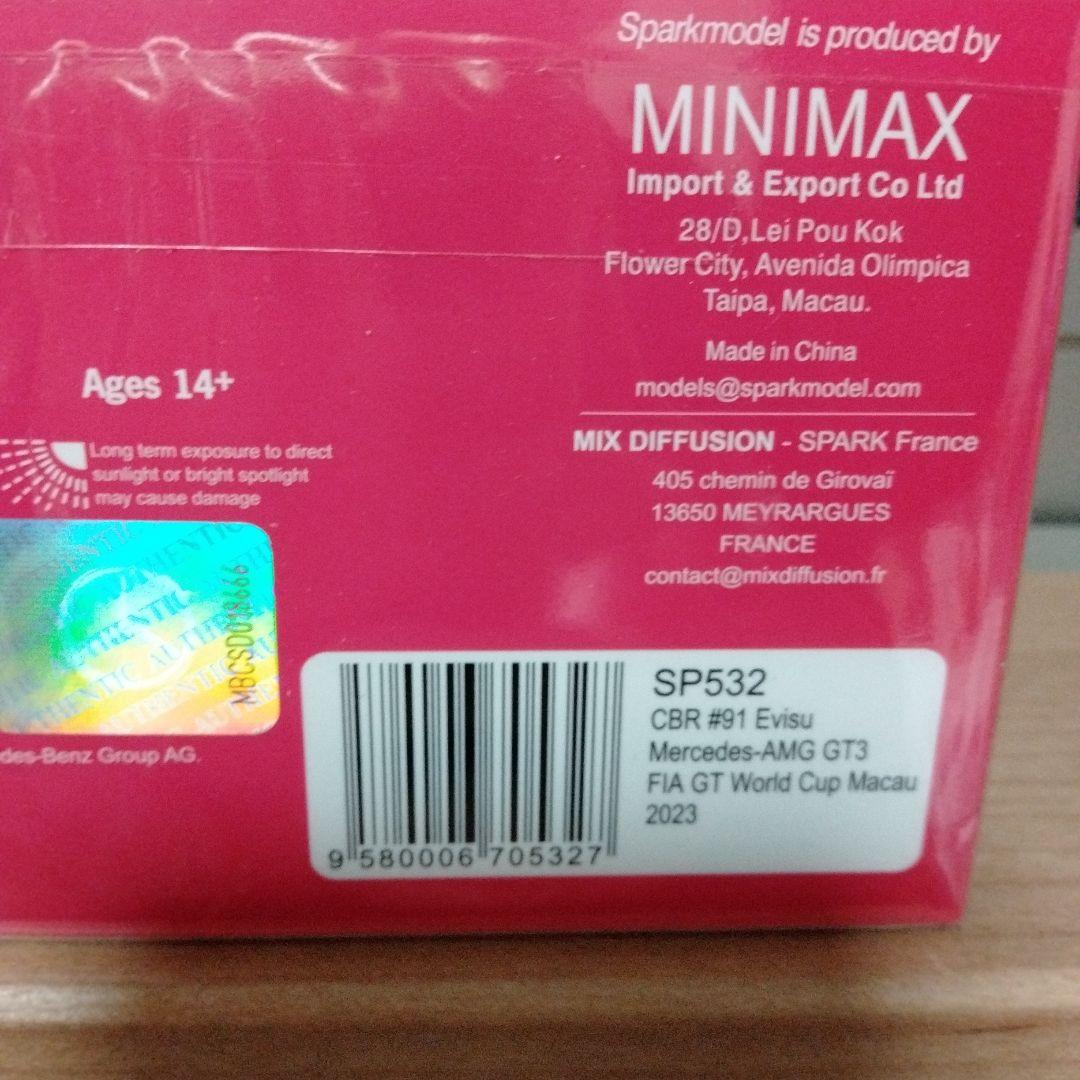 Sparkmodel is produced by
MINIMAX
Import & Export Co Ltd
28/D,Lei Pou Kok
Flower City, Avenida Olimpica
Taipa, Macau.
Made in China
models@sparkmodel.com
MIX DIFFUSION - SPARK France
405 chemin de Girovaï
13650 MEYRARGUES
FRANCE
contact@mixdiffusion.fr
Ages 14+
Long term exposure to direct
sunlight or bright spotlight
may cause damage
AUTHENTIC AUTHENTIC
des-Benz Group AG.
SP532
CBR #91 Evisu
Mercedes-AMG GT3
FIA GT World Cup Macau
2023
9 580006 705327